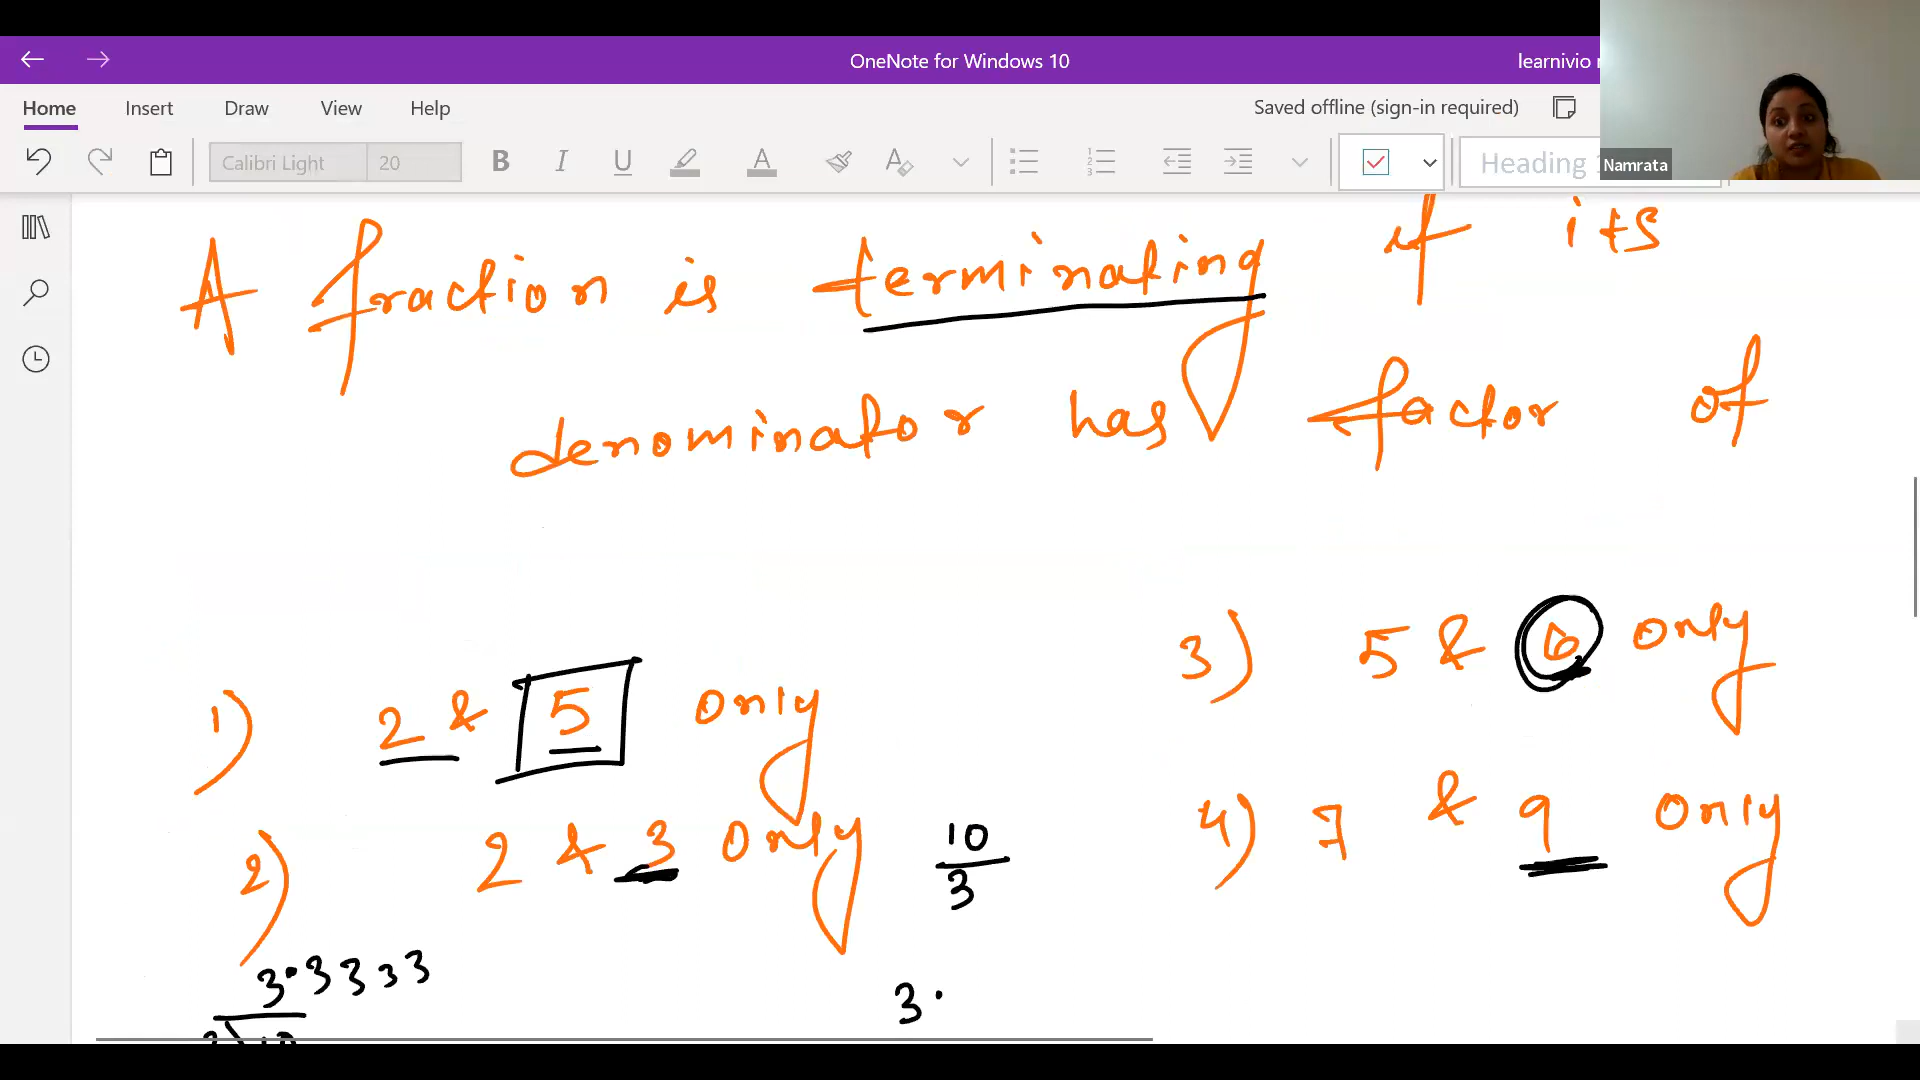 OneNote for Windows 10
learnivio
Home Insert Draw View Help
Saved offline (sign-in required)
Calibri Light 20 B I U A A Heading
Namrata
A fraction is terminating if its
denominator has factor of
1) 2 & 5 only
2) 2 & 3 only
3) 5 & 6 only
4) 7 & 9 only
10
3
3.3333
3.